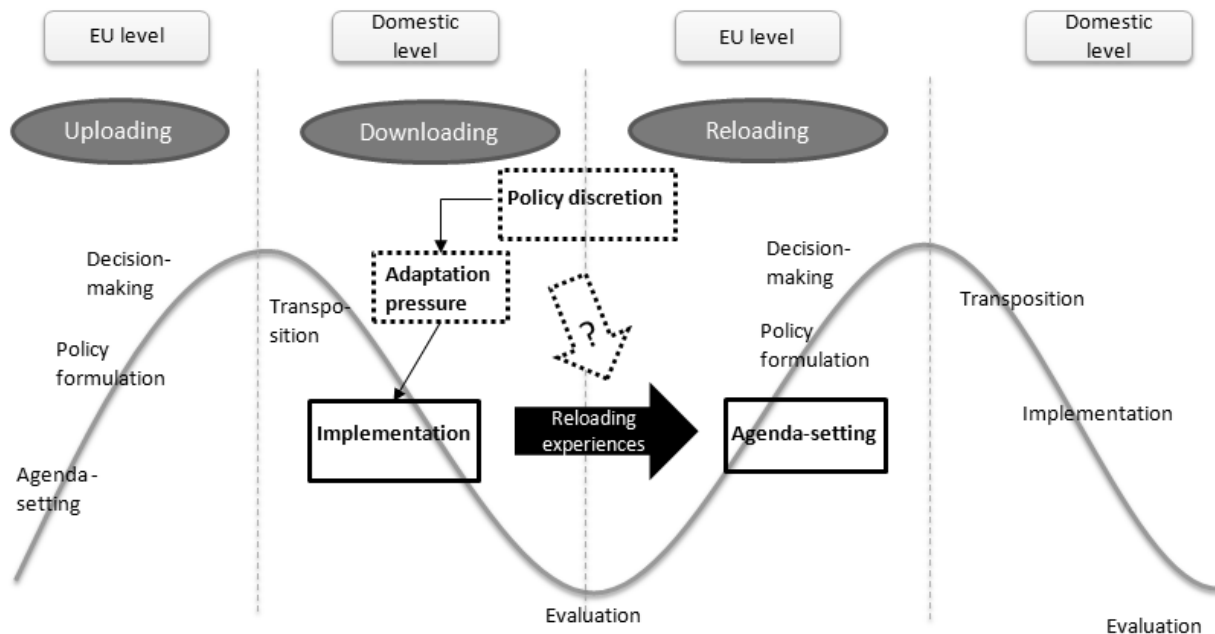 EU level
Domestic
level
EU level
Domestic
level
Uploading
Downloading
Reloading
Policy discretion
Decision-
making
Adaptation
pressure
Transpo-
sition
Policy
formulation
Implementation
Agenda-
setting
?
Reloading
experiences
Evaluation
Decision-
making
Policy
formulation
Agenda-setting
Transposition
Implementation
Evaluation